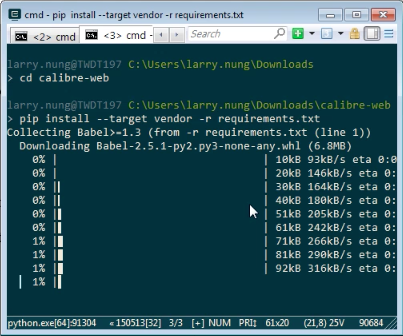 cmd - pip install --target vendor -r requirements.txt
<2> cmd <3> cmd - Search
larry.nung@TWDT197 C:\Users\larry.nung\Downloads
> cd calibre-web
larry.nung@TWDT197 C:\Users\larry.nung\Downloads\calibre-web
> pip install --target vendor -r requirements.txt
Collecting Babel>=1.3 (from -r requirements.txt (line 1))
Downloading Babel-2.5.1-py2.py3-none-any.whl (6.8MB)
0% | | 10kB 93kB/s eta 0:0
0% | | 20kB 146kB/s eta 0:
0% | | 30kB 164kB/s eta 0:
0% | | 40kB 180kB/s eta 0:
0% | | 51kB 205kB/s eta 0:
0% | | 61kB 242kB/s eta 0:
1% | | 71kB 266kB/s eta 0:
1% | | 81kB 290kB/s eta 0:
1% | | 92kB 316kB/s eta 0:
| 1% |
python.exe[64]:91304 «150513[32] 3/3 [+] NUM PRI↕ 61x20 (21,8) 25V 90684